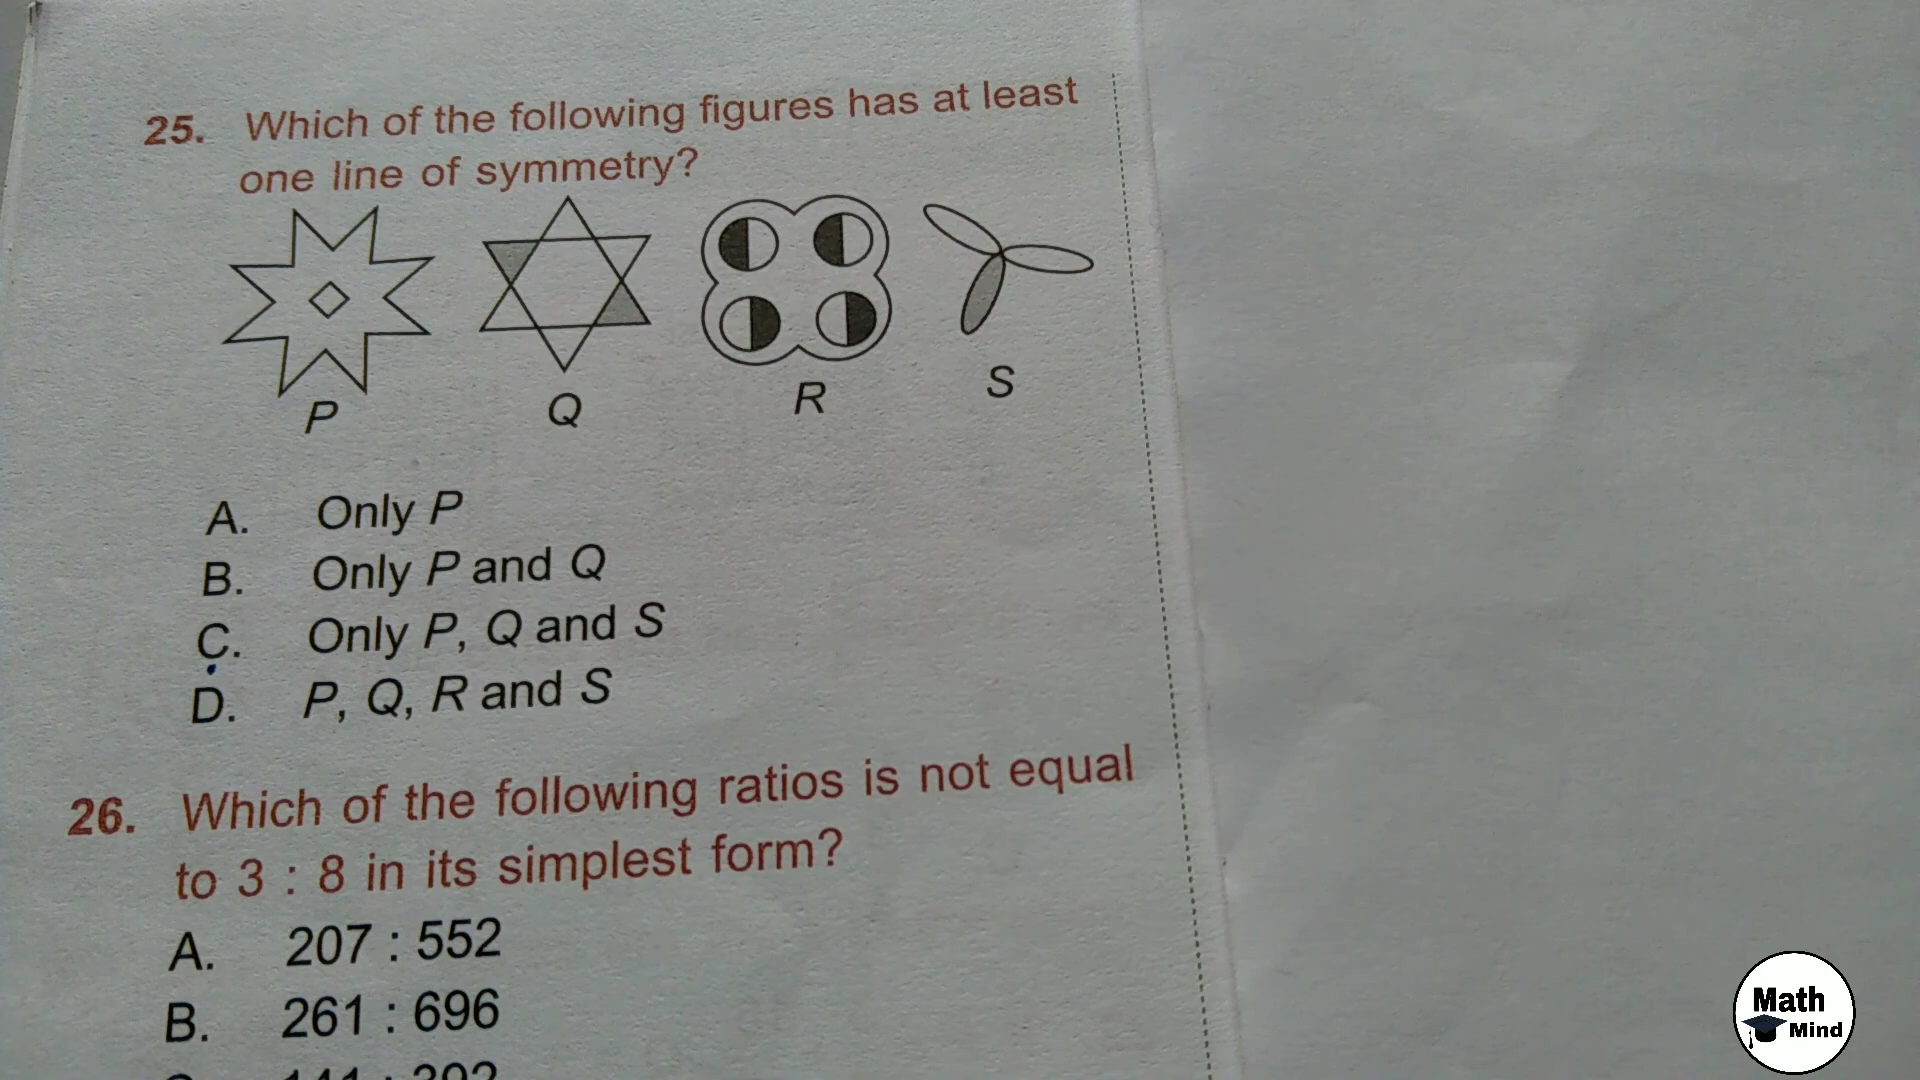 25. Which of the following figures has at least
one line of symmetry?
P Q R S
A. Only P
B. Only P and Q
C. Only P, Q and S
D. P, Q, R and S
26. Which of the following ratios is not equal
to 3 : 8 in its simplest form?
A. 207 : 552
B. 261 : 696
Math
Mind